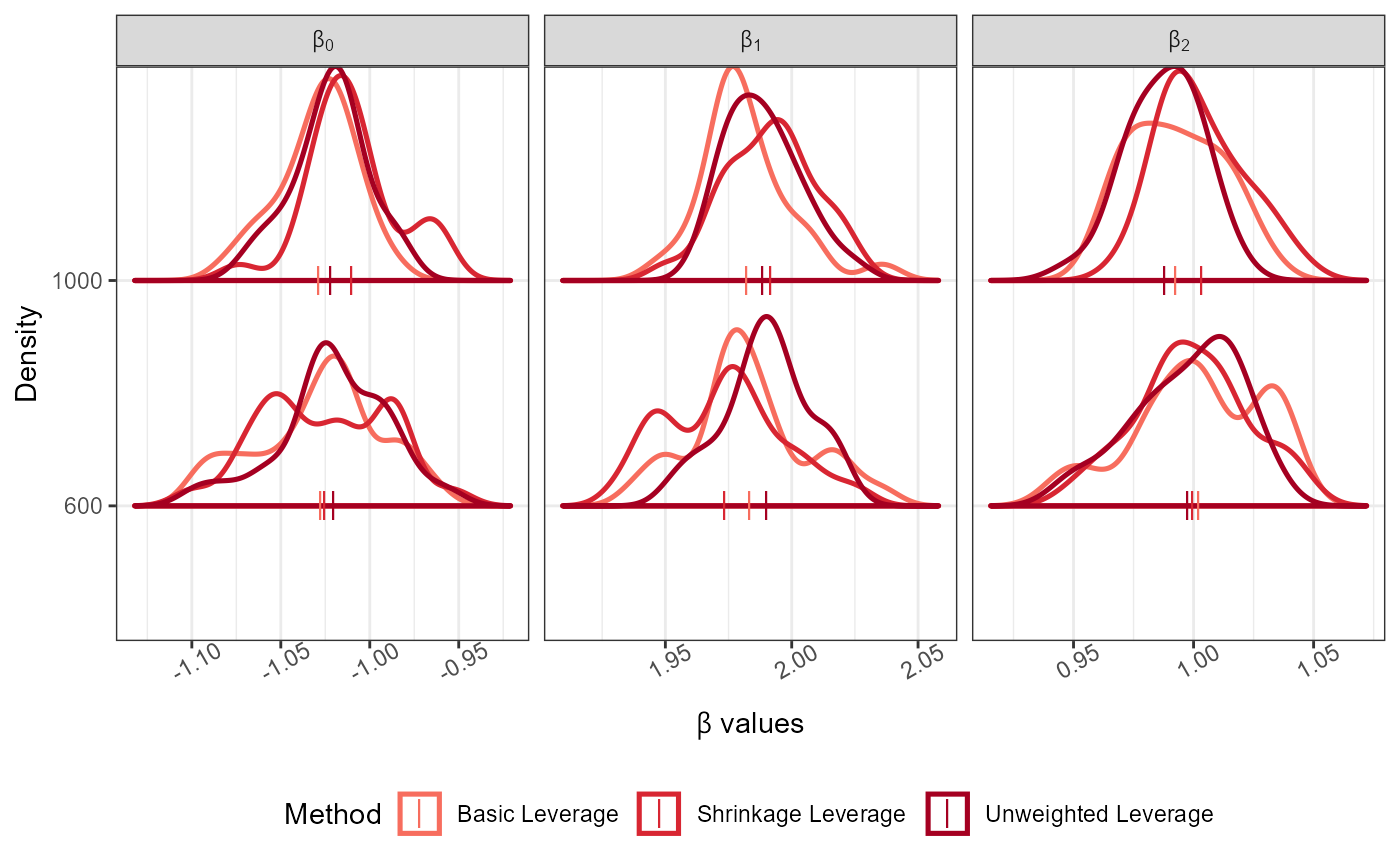 β₀ β₁ β₂
Density
1000
600
-1.10 -1.05 -1.00 -0.95 1.95 2.00 2.05 0.95 1.00 1.05
β values
Method Basic Leverage Shrinkage Leverage Unweighted Leverage